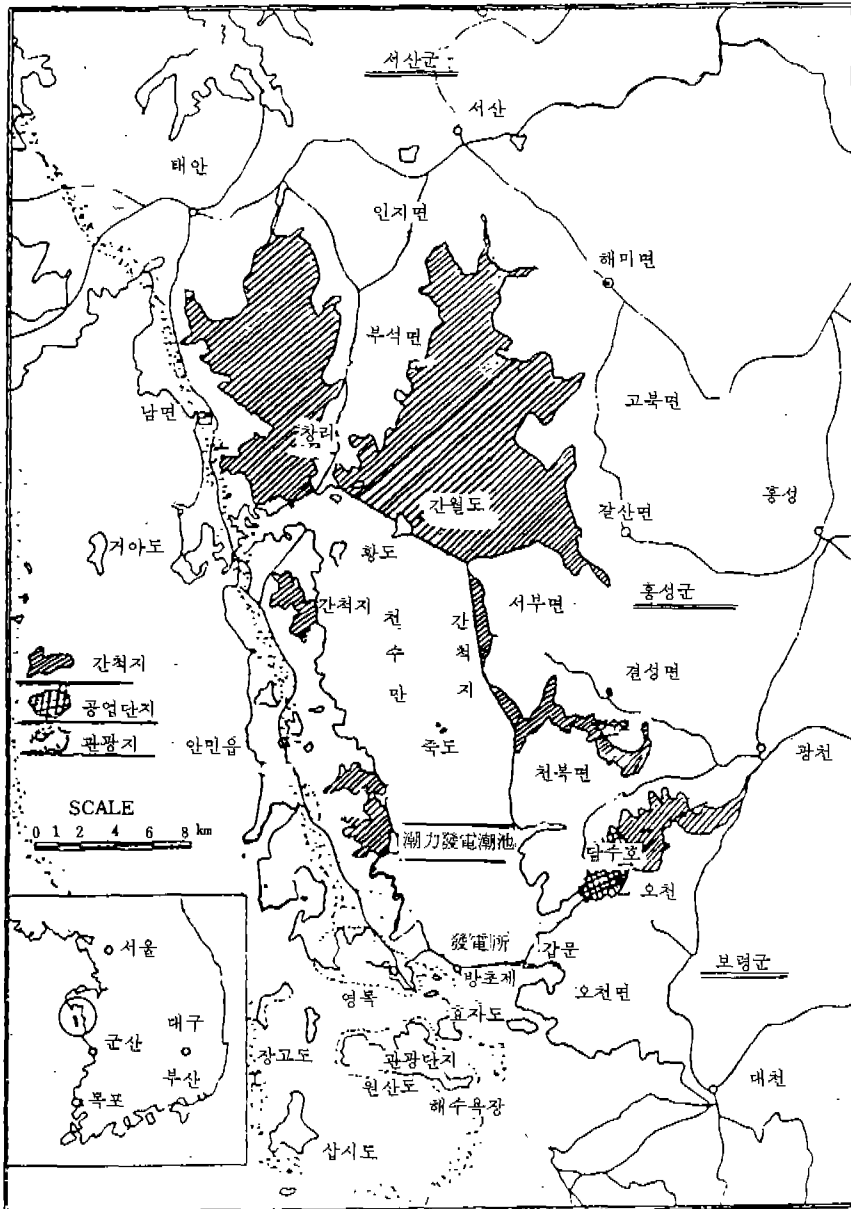 서산군
서산
태안
인지면
해미면
부석면
고북면
남면
창리
간월도
갈산면
홍성
거아도
황도
간척지
천수만
간척지
서부면
홍성군
결성면
간척지
공업단지
관광지
안민읍
죽도
천북면
광천
SCALE
0 1 2 4 6 8 km
潮力發電潮池
담수호
오천
서울
發電所
갑문
보령군
방초제
오천면
영목
효자도
대구
군산
장고도
관광단지
부산
원산도
대천
목포
해수욕장
삽시도